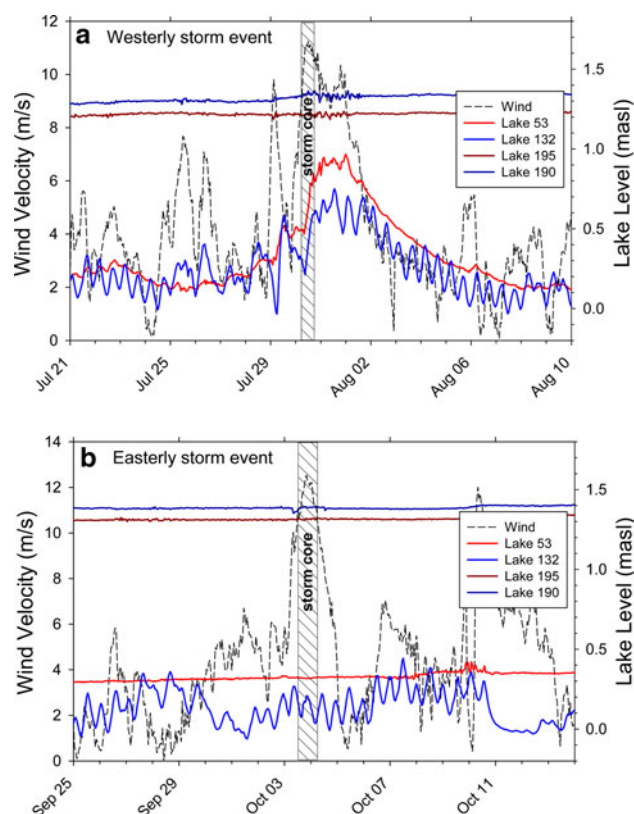 a Westerly storm event
12
10
8
6
4
2
0
Wind Velocity (m/s)
storm core
Wind
Lake 53
Lake 132
Lake 195
Lake 190
1.5
1.0
0.5
0.0
Lake Level (masl)
Jul 21
Jul 25
Jul 29
Aug 02
Aug 06
Aug 10
b Easterly storm event
14
12
10
8
6
4
2
0
Wind Velocity (m/s)
storm core
Wind
Lake 53
Lake 132
Lake 195
Lake 190
1.5
1.0
0.5
0.0
Lake Level (masl)
Sep 25
Sep 29
Oct 03
Oct 07
Oct 11